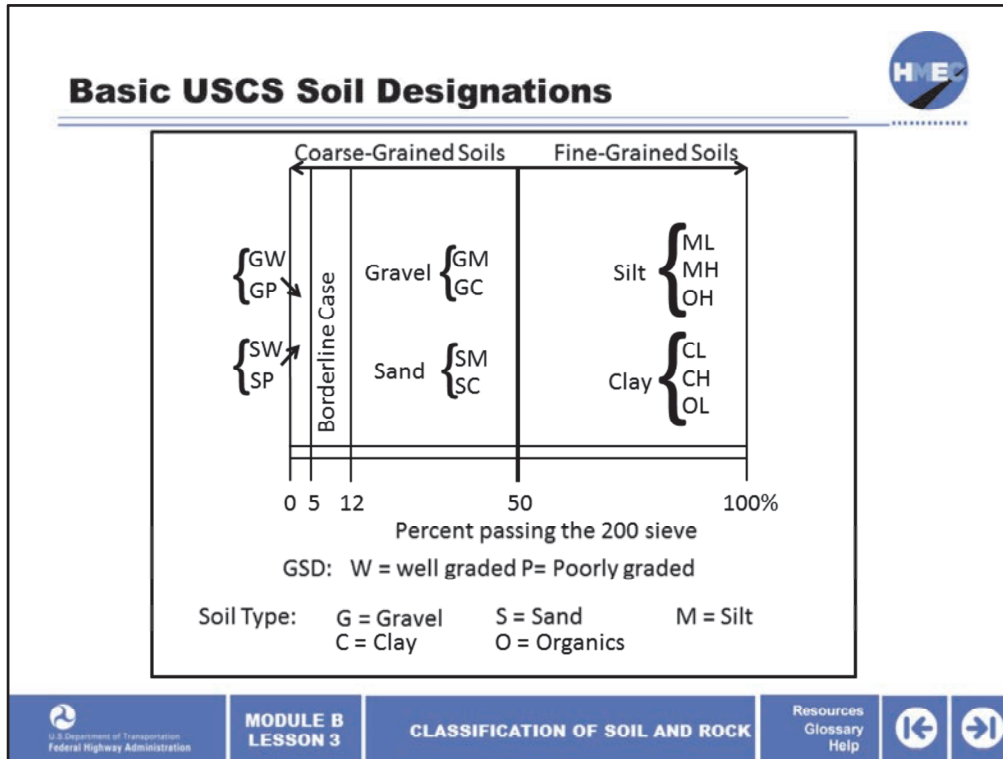 HMEC
Basic USCS Soil Designations
Coarse-Grained Soils Fine-Grained Soils
GW
GP
SW
SP
Borderline Case
Gravel
GM
GC
Sand
SM
SC
Silt
ML
MH
OH
Clay
CL
CH
OL
0 5 12 50 100%
Percent passing the 200 sieve
GSD: W = well graded P= Poorly graded
Soil Type: G = Gravel S = Sand M = Silt
C = Clay O = Organics
U.S. Department of Transportation
Federal Highway Administration
MODULE B
LESSON 3
CLASSIFICATION OF SOIL AND ROCK
Resources
Glossary
Help